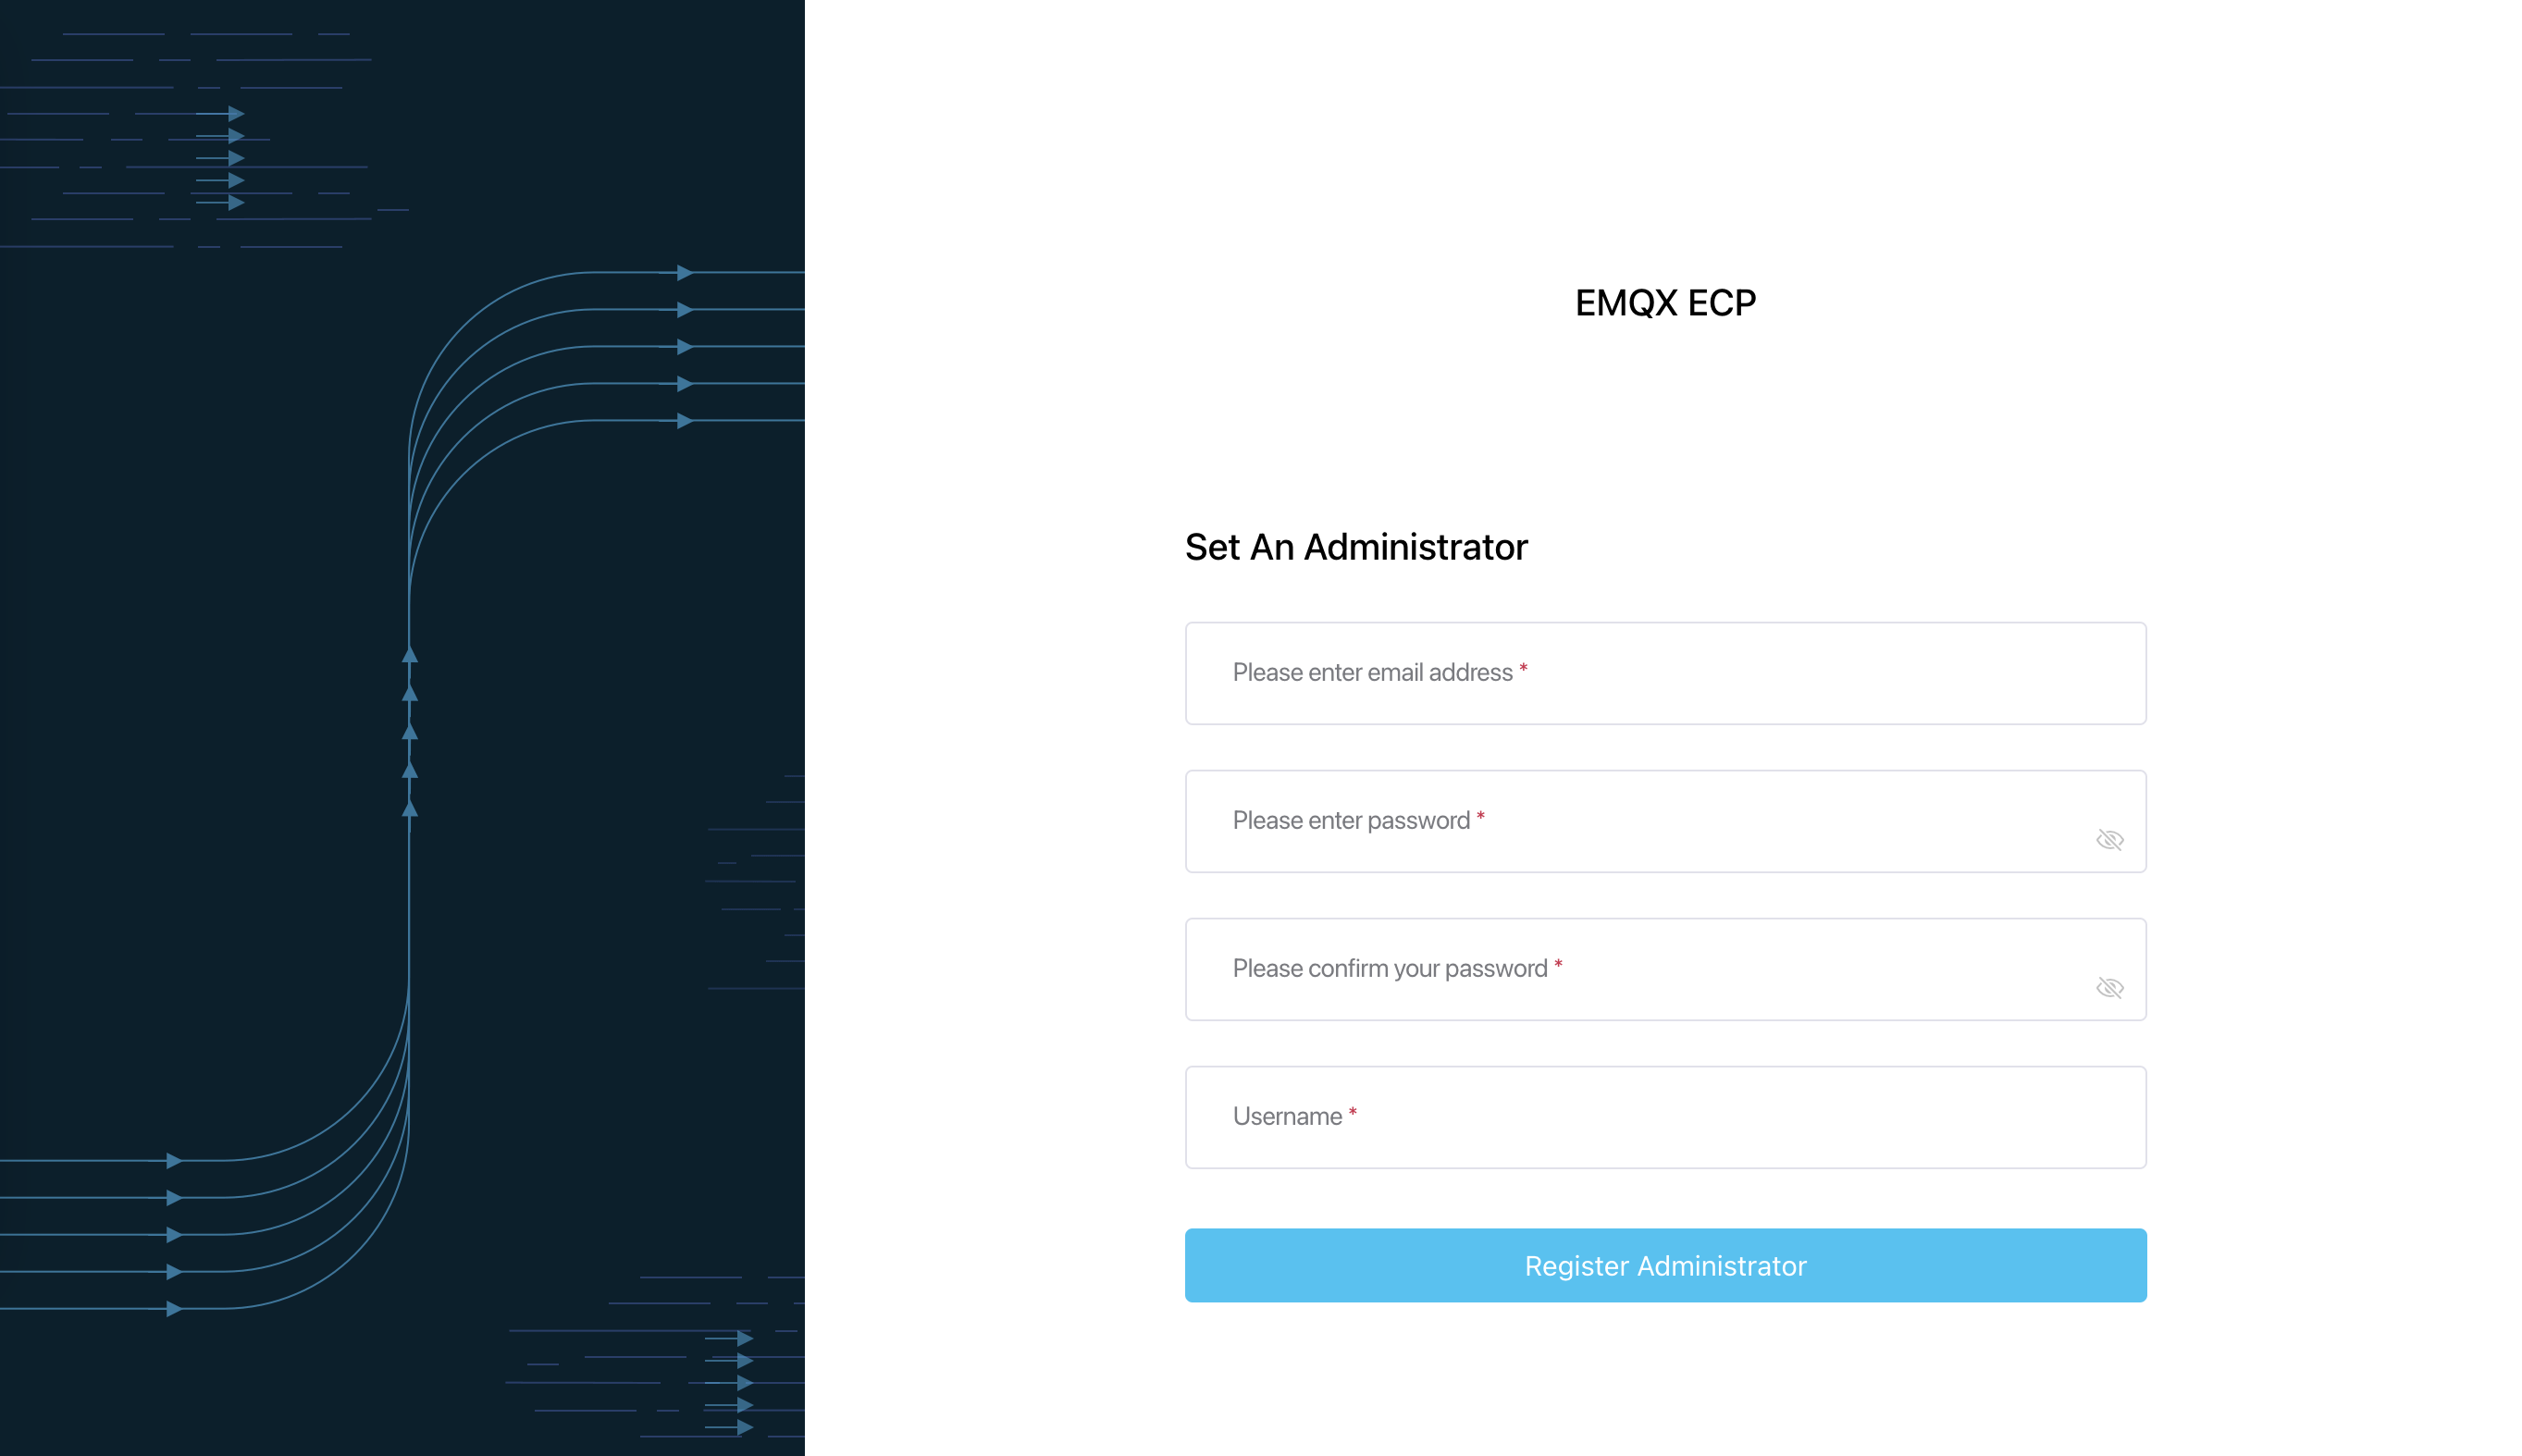 EMQX ECP
Set An Administrator
Please enter email address *
Please enter password *
Please confirm your password *
Username *
Register Administrator